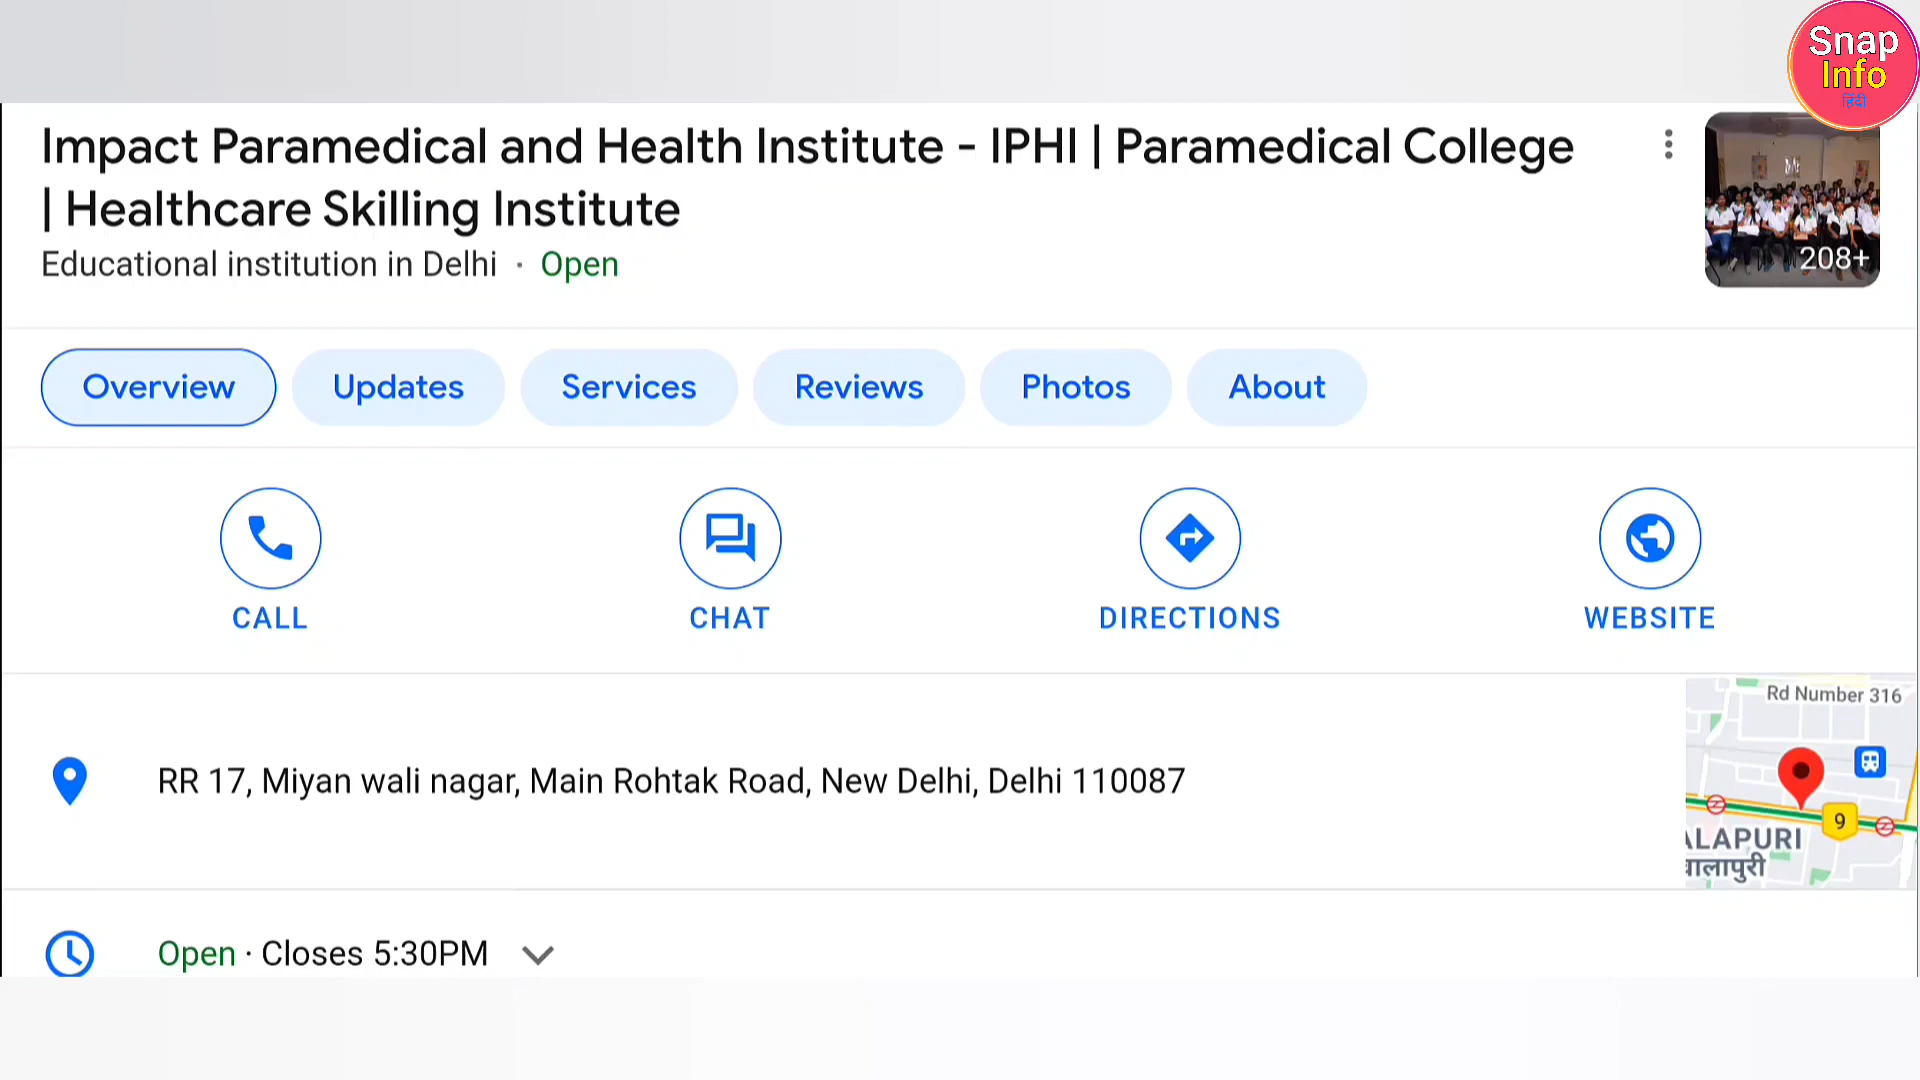 Snap
Info
हिंदी
Impact Paramedical and Health Institute - IPHI | Paramedical College
| Healthcare Skilling Institute
Educational institution in Delhi · Open
208+
Overview
Updates
Services
Reviews
Photos
About
CALL
CHAT
DIRECTIONS
WEBSITE
RR 17, Miyan wali nagar, Main Rohtak Road, New Delhi, Delhi 110087
Rd Number 316
9
ALAPURI
वालापुरी
Open · Closes 5:30PM